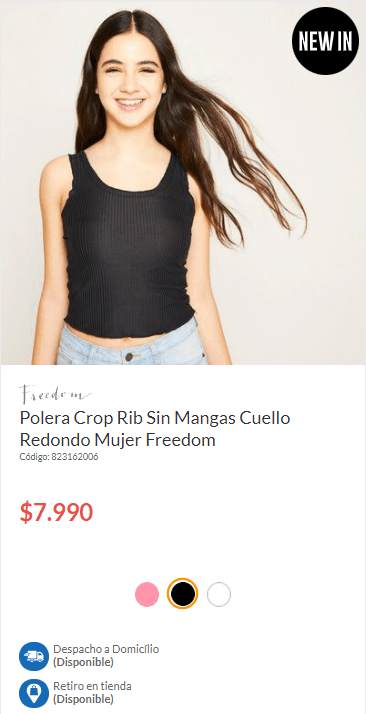 NEW IN
Freedom
Polera Crop Rib Sin Mangas Cuello
Redondo Mujer Freedom
Código: 823162006
$7.990
Despacho a Domicilio
(Disponible)
Retiro en tienda
(Disponible)